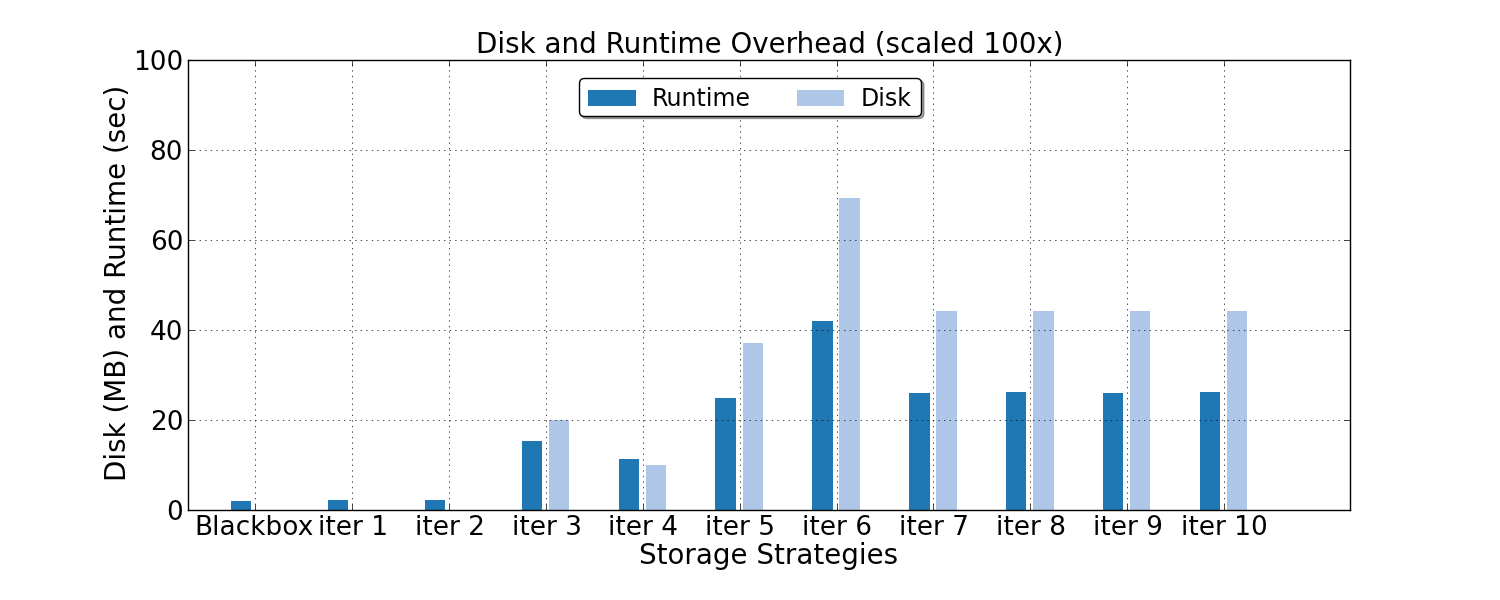 Disk and Runtime Overhead (scaled 100x)
Disk (MB) and Runtime (sec)
100
80
60
40
20
0
Runtime Disk
Blackbox iter 1 iter 2 iter 3 iter 4 iter 5 iter 6 iter 7 iter 8 iter 9 iter 10
Storage Strategies